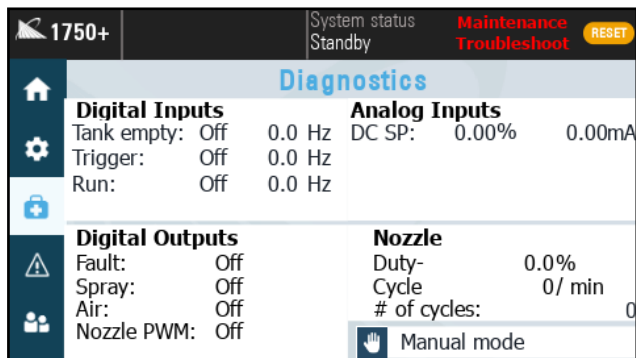 1750+
System status
Standby
Maintenance
Troubleshoot
RESET
Diagnostics
Digital Inputs
Tank empty: Off 0.0 Hz
Trigger: Off 0.0 Hz
Run: Off 0.0 Hz
Analog Inputs
DC SP: 0.00% 0.00mA
Digital Outputs
Fault: Off
Spray: Off
Air: Off
Nozzle PWM: Off
Nozzle
Duty- 0.0%
Cycle 0/ min
# of cycles: 0
Manual mode